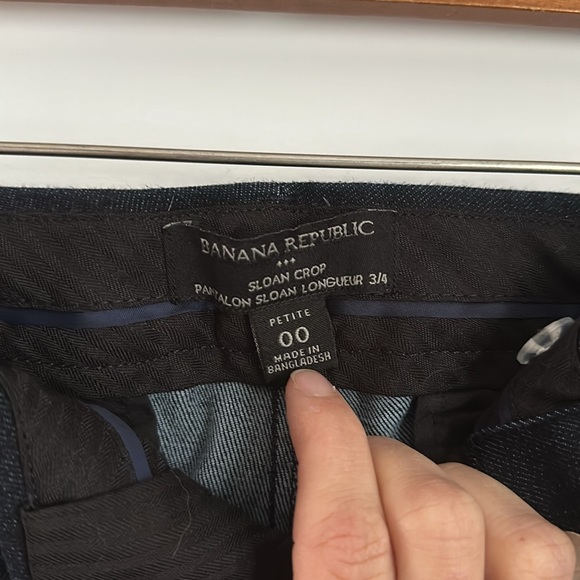 BANANA REPUBLIC
SLOAN CROP
PANTALON SLOAN LONGUEUR 3/4
PETITE
00
MADE IN
BANGLADESH